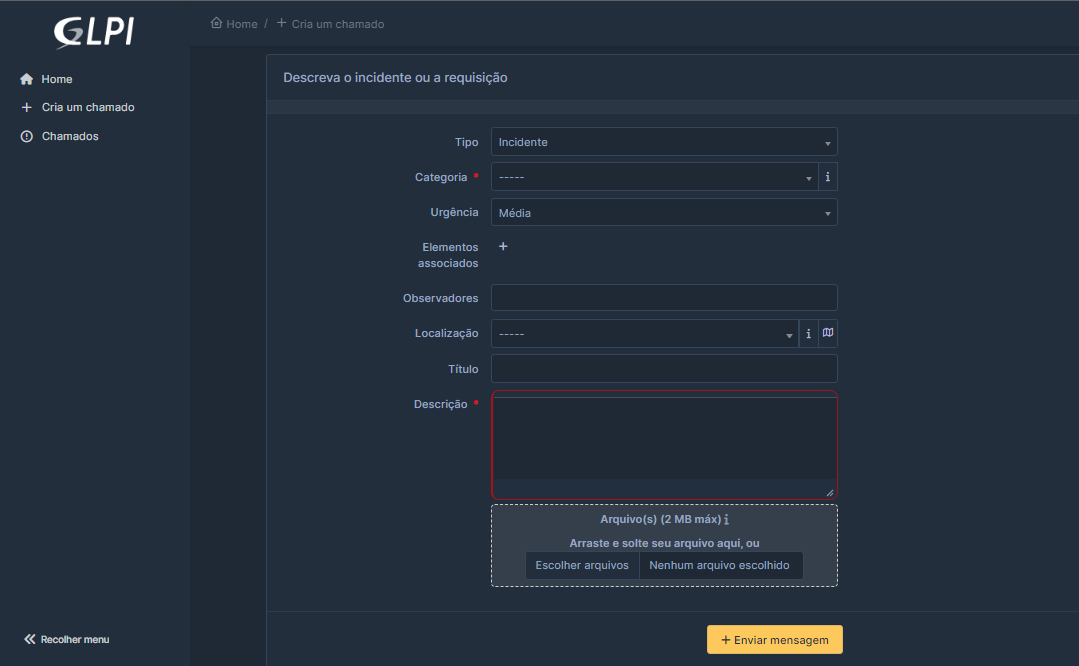 GLPI
Home / + Cria um chamado
Home
+ Cria um chamado
Chamados
Descreva o incidente ou a requisição
Tipo Incidente
Categoria * -----
Urgência Média
Elementos +
associados
Observadores
Localização -----
Título
Descrição *
Arquivo(s) (2 MB máx)
Arraste e solte seu arquivo aqui, ou
Escolher arquivos Nenhum arquivo escolhido
Recolher menu
+ Enviar mensagem